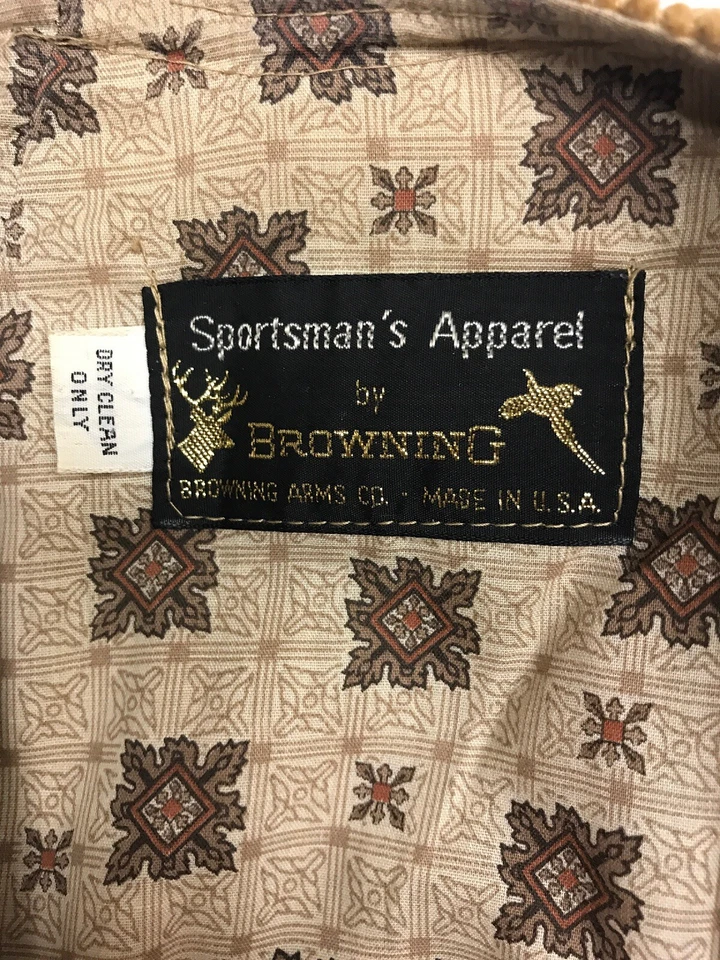 Sportsman's Apparel
by
BROWNING
BROWNING ARMS CO. - MADE IN U.S.A.
DRY CLEAN
ONLY